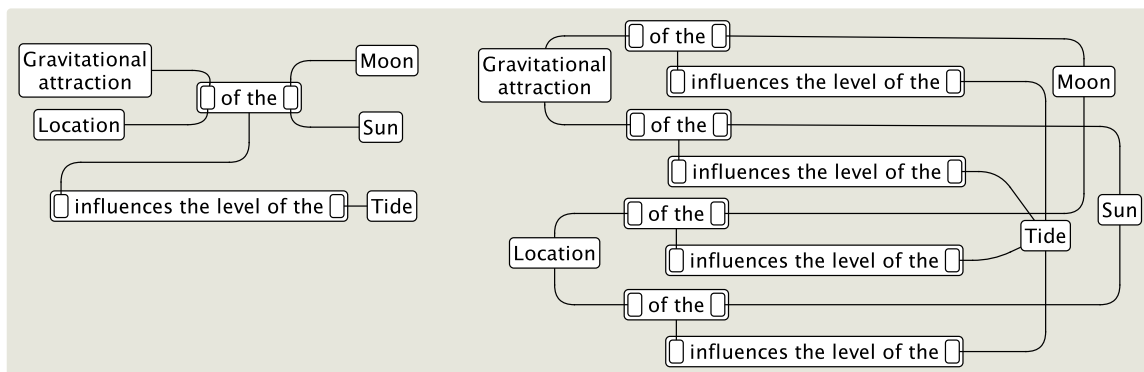 Gravitational
attraction
Location
of the
Moon
Sun
influences the level of the
Tide
Gravitational
attraction
of the
influences the level of the
Moon
of the
influences the level of the
Sun
of the
Tide
Location
influences the level of the
of the
influences the level of the